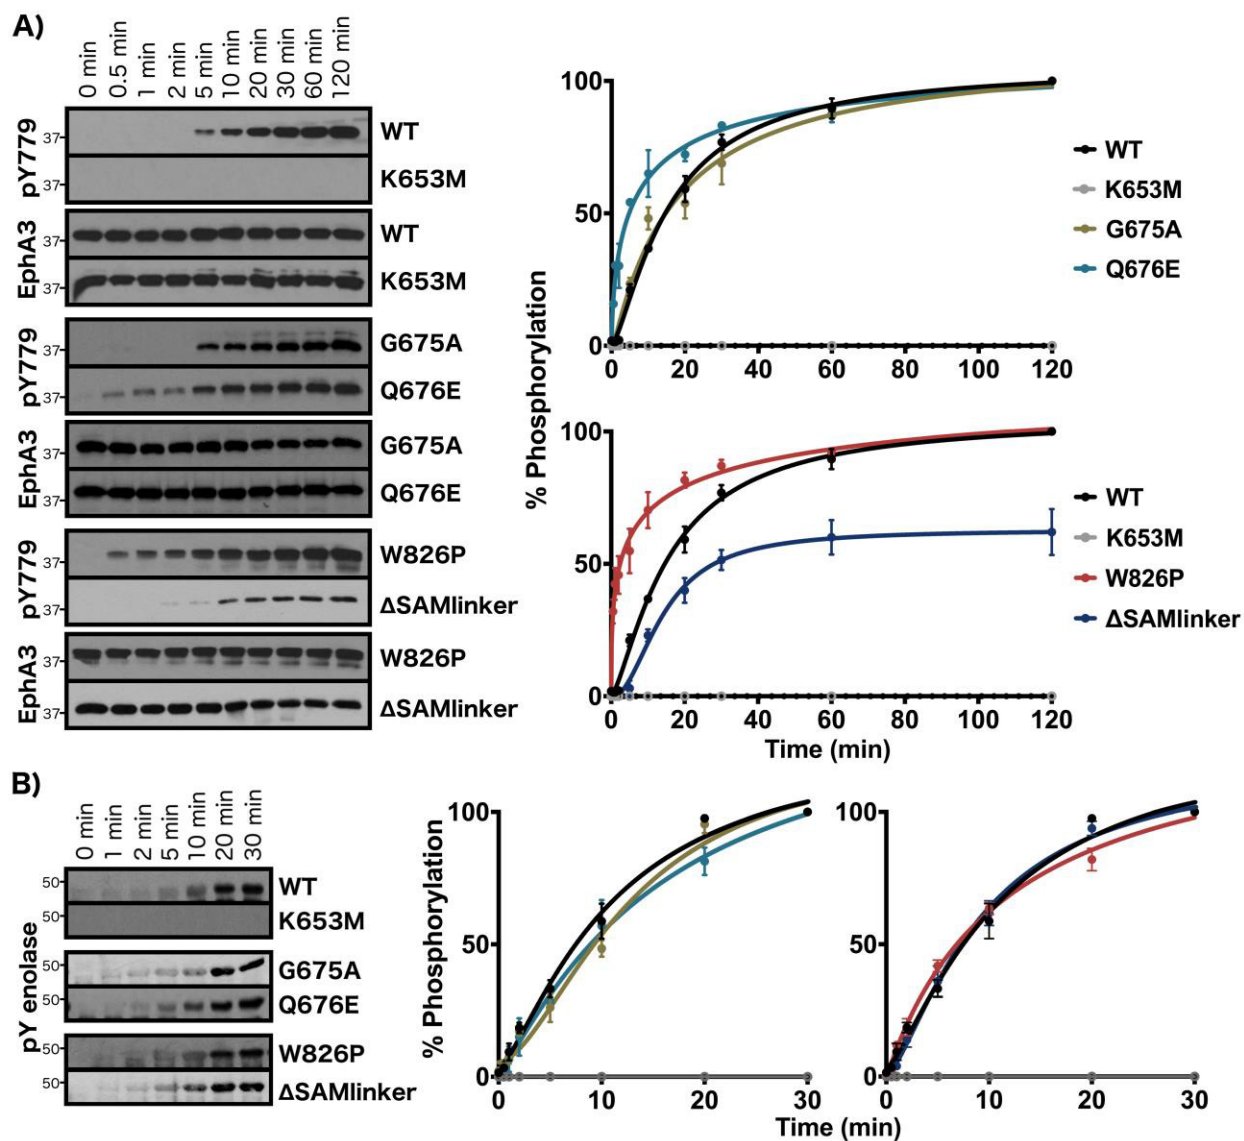 A)
0 min 0.5 min 1 min 2 min 5 min 10 min 20 min 30 min 60 min 120 min
pY779
37
WT
37
K653M
EphA3
37
WT
37
K653M
pY779
37
G675A
37
Q676E
EphA3
37
G675A
37
Q676E
pY779
37
W826P
37
ΔSAMlinker
EphA3
37
W826P
37
ΔSAMlinker
% Phosphorylation
100
50
0
0 20 40 60 80 100 120
WT
K653M
G675A
Q676E
100
50
0
0 20 40 60 80 100 120
Time (min)
WT
K653M
W826P
ΔSAMlinker
B)
0 min 1 min 2 min 5 min 10 min 20 min 30 min
pY enolase
50
WT
50
K653M
50
G675A
50
Q676E
50
W826P
50
ΔSAMlinker
% Phosphorylation
100
50
0
0 10 20 30
100
50
0
0 10 20 30
Time (min)